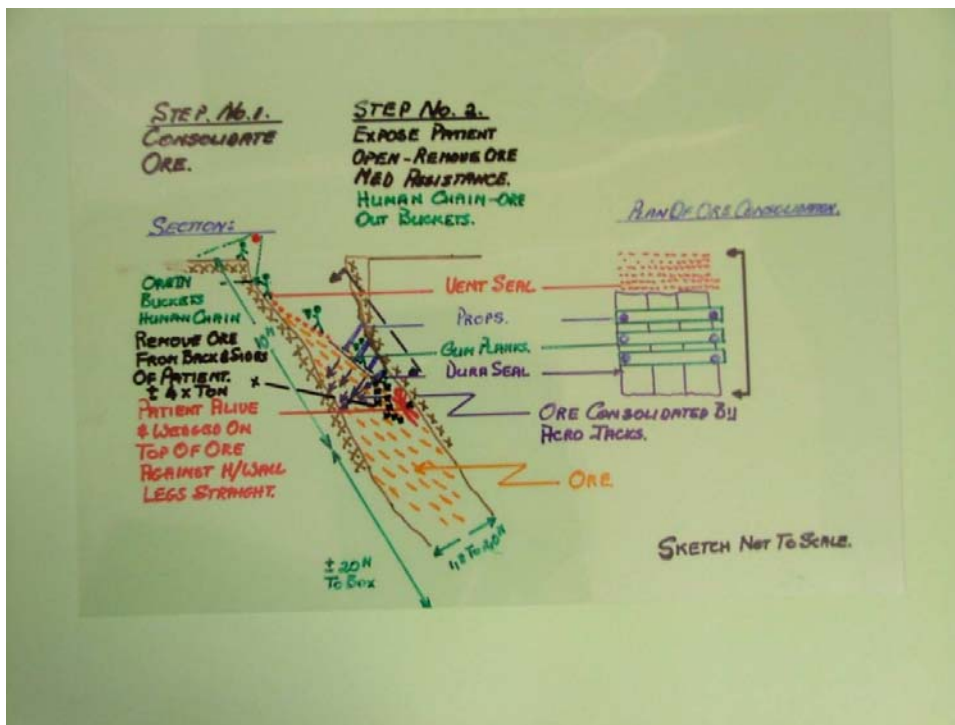 STEP. NO.1.
CONSOLIDATE
ORE.
STEP NO. 2.
EXPOSE PATIENT
OPEN-REMOVE ORE
MED ASSISTANCE.
HUMAN CHAIN-ORE
OUT BUCKETS.
SECTION:
PLAN OF ORE CONSOLIDATION.
BUCKETS
HUMAN CHAIN
REMOVE ORE
FROM BACK & SIDES
OF PATIENT.
± 4 X TON
PATIENT ALIVE
& WEDGED ON
TOP OF ORE
AGAINST H/WALL
LEGS STRAIGHT.
10M
X
VENT SEAL
PROPS.
GUM PLANKS.
DURA SEAL
ORE CONSOLIDATED BY
ACRO JACKS.
ORE.
± 20M
TO BOX
SKETCH NOT TO SCALE.